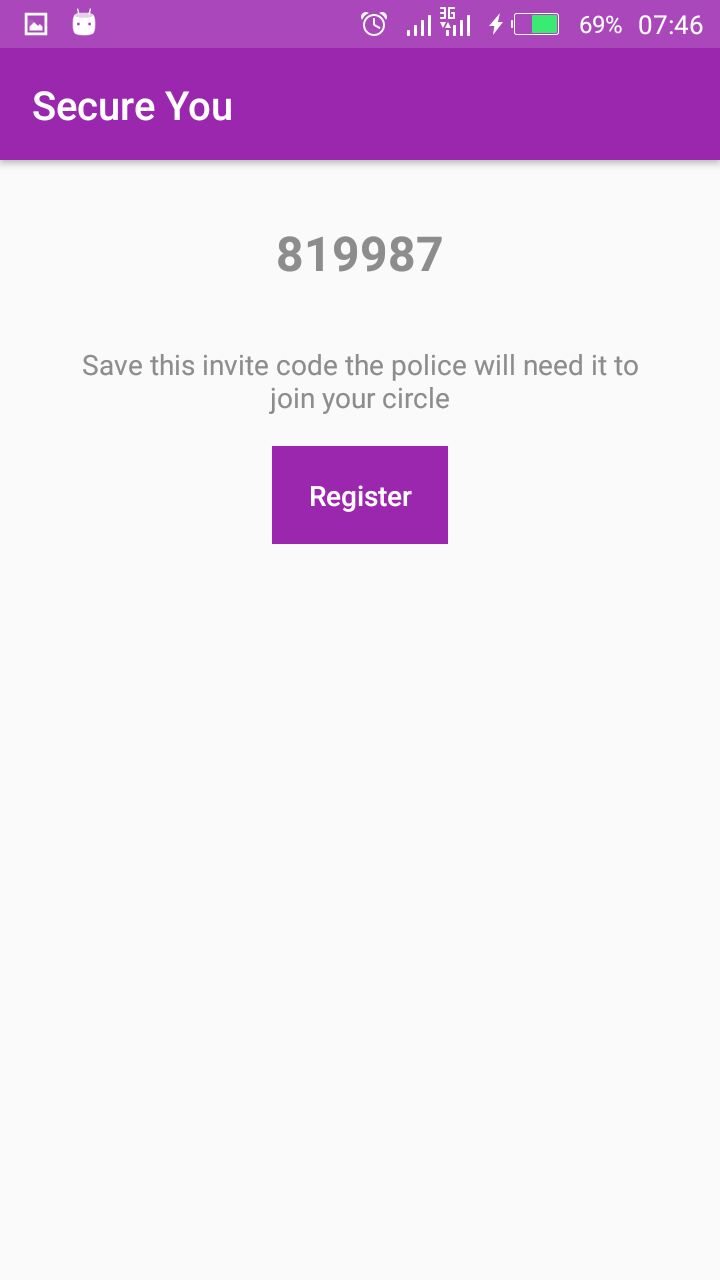 3G
69% 07:46
Secure You
819987
Save this invite code the police will need it to
join your circle
Register